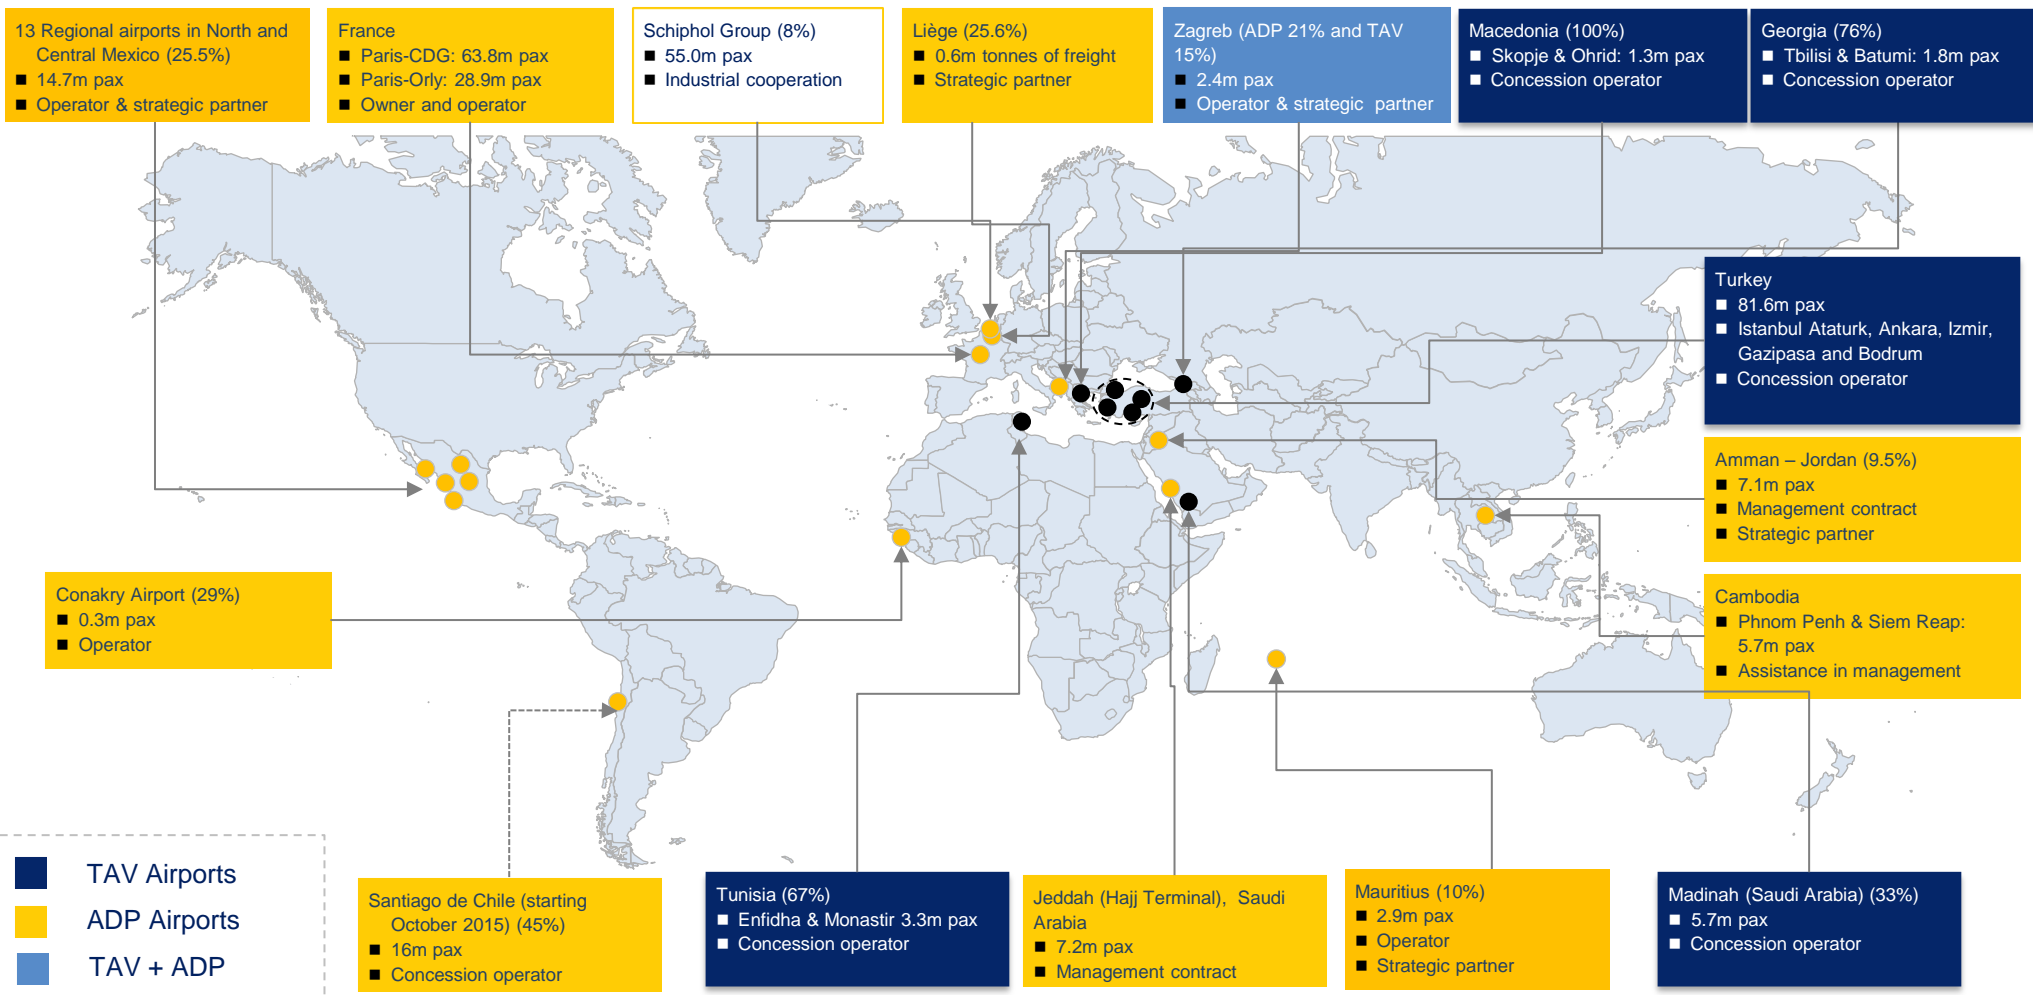 13 Regional airports in North and
Central Mexico (25.5%)
■ 14.7m pax
■ Operator & strategic partner
France
■ Paris-CDG: 63.8m pax
■ Paris-Orly: 28.9m pax
■ Owner and operator
Schiphol Group (8%)
■ 55.0m pax
■ Industrial cooperation
Liège (25.6%)
■ 0.6m tonnes of freight
■ Strategic partner
Zagreb (ADP 21% and TAV
15%)
■ 2.4m pax
■ Operator & strategic partner
Macedonia (100%)
■ Skopje & Ohrid: 1.3m pax
■ Concession operator
Georgia (76%)
■ Tbilisi & Batumi: 1.8m pax
■ Concession operator
Turkey
■ 81.6m pax
■ Istanbul Ataturk, Ankara, Izmir,
Gazipasa and Bodrum
■ Concession operator
Amman – Jordan (9.5%)
■ 7.1m pax
■ Management contract
■ Strategic partner
Cambodia
■ Phnom Penh & Siem Reap:
5.7m pax
■ Assistance in management
Conakry Airport (29%)
■ 0.3m pax
■ Operator
TAV Airports
ADP Airports
TAV + ADP
Santiago de Chile (starting
October 2015) (45%)
■ 16m pax
■ Concession operator
Tunisia (67%)
■ Enfidha & Monastir 3.3m pax
■ Concession operator
Jeddah (Hajj Terminal), Saudi
Arabia
■ 7.2m pax
■ Management contract
Mauritius (10%)
■ 2.9m pax
■ Operator
■ Strategic partner
Madinah (Saudi Arabia) (33%)
■ 5.7m pax
■ Concession operator